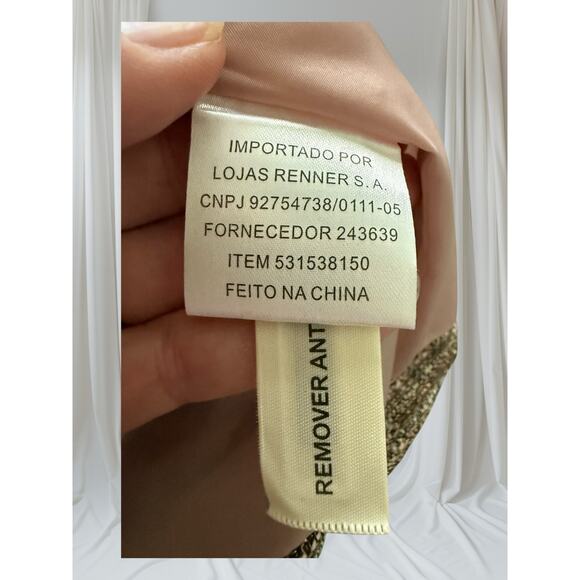 IMPORTADO POR
LOJAS RENNER S.A.
CNPJ 92754738/0111-05
FORNECEDOR 243639
ITEM 531538150
FEITO NA CHINA
REMOVER ANT